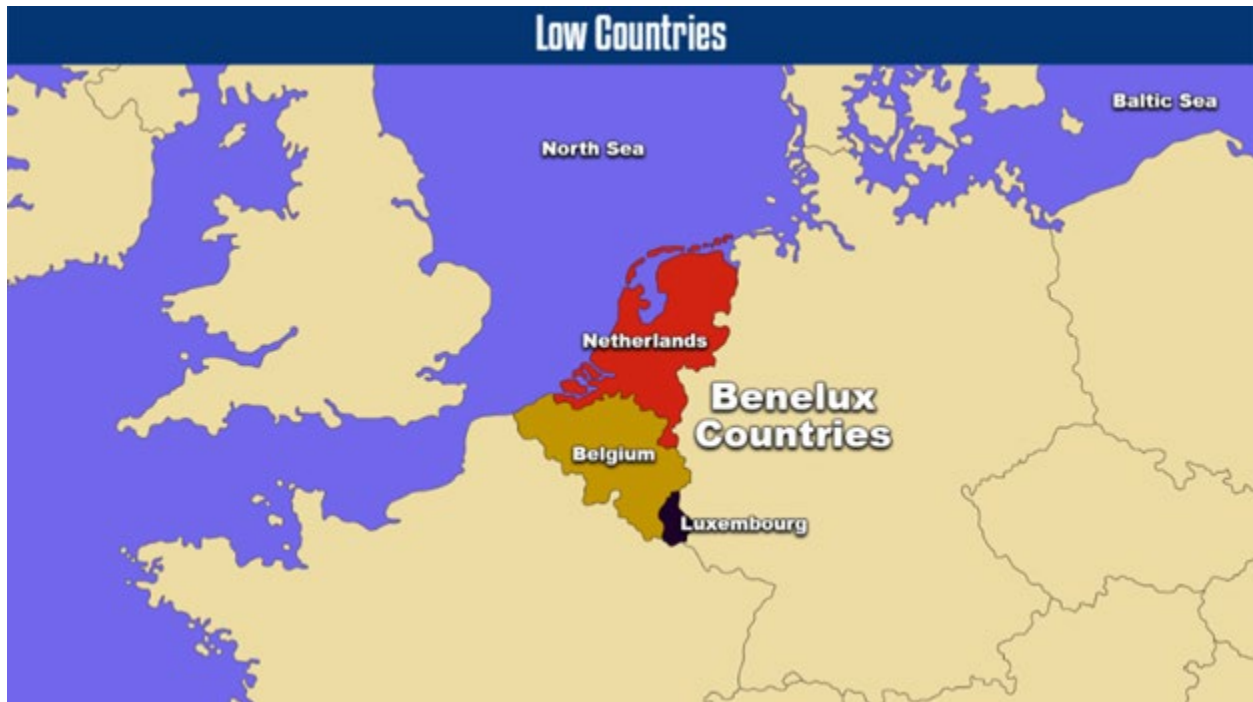 Low Countries
Baltic Sea
North Sea
Netherlands
Benelux
Countries
Belgium
Luxembourg